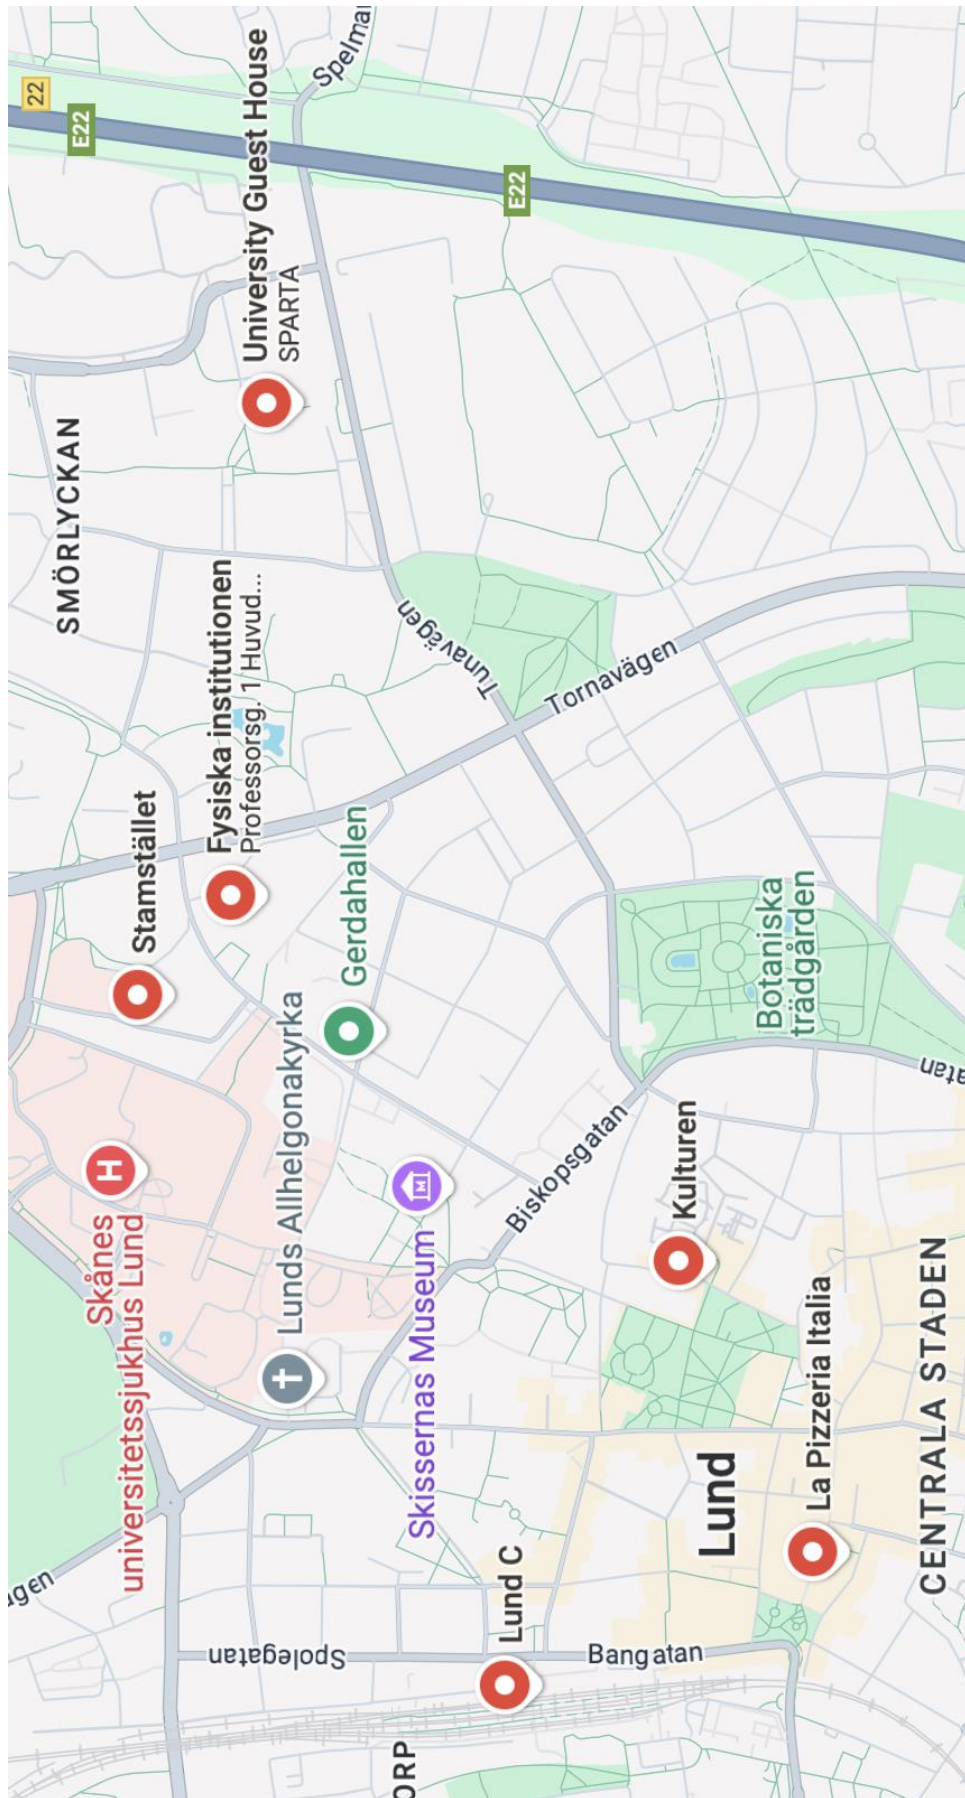 22
SMÖRLYCKAN
E22
Skånes
universitetssjukhus Lund
Stamstället
Fysiska institutionen
Professorsg. 1 Huvud...
University Guest House
SPARTA
Lunds Allhelgonakyrka
Spolegatan
Gerdahallen
Spelma
ORP
Skissernas Museum
Tunavägen
Lund C
E22
Biskopsgatan
Tornavägen
Bangatan
Kulturen
Lund
Botaniska
trädgården
La Pizzeria Italia
CENTRALA STADEN
atan